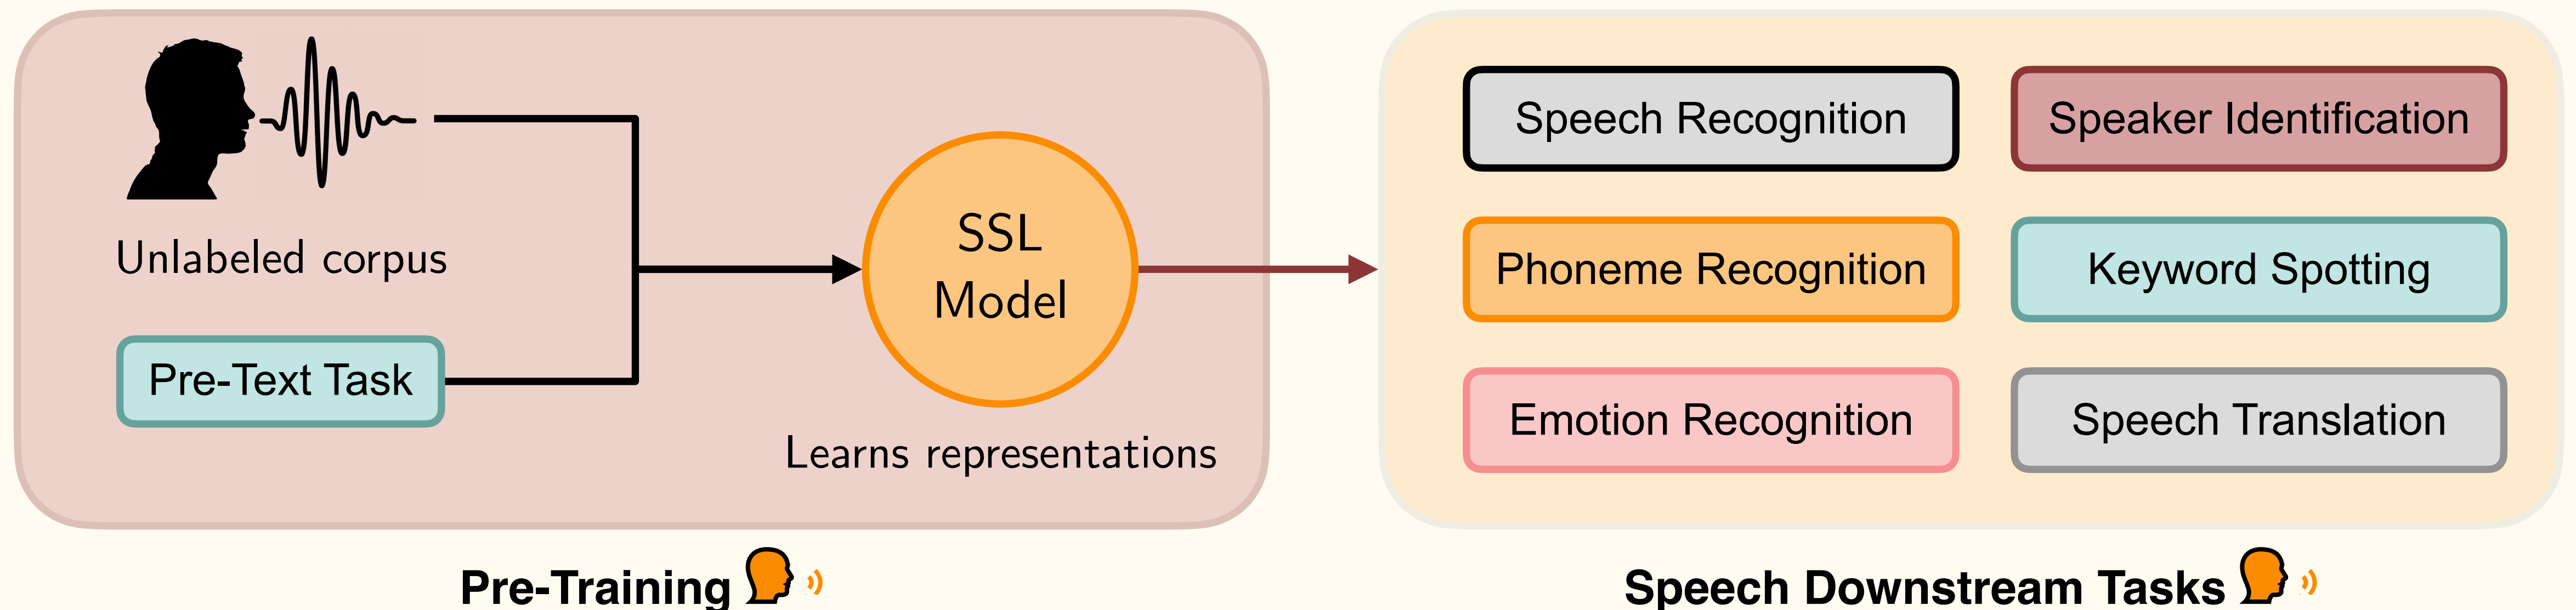 Unlabeled corpus
Pre-Text Task
SSL
Model
Learns representations
Pre-Training
Speech Recognition
Speaker Identification
Phoneme Recognition
Keyword Spotting
Emotion Recognition
Speech Translation
Speech Downstream Tasks